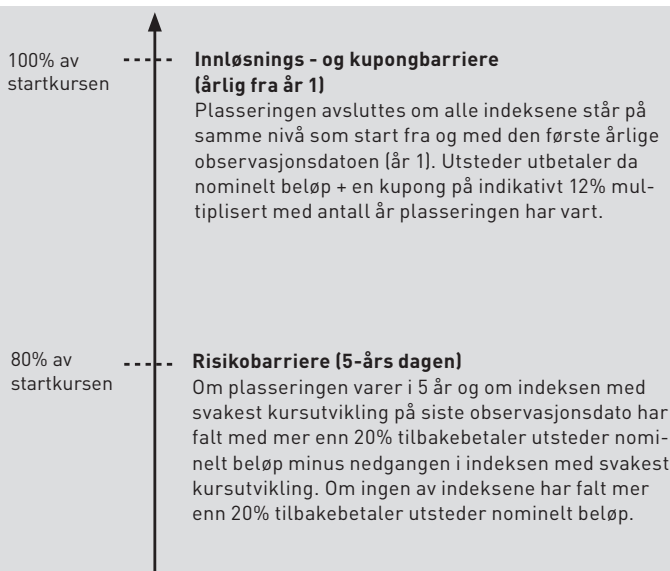 100% av
startkursen
Innløsnings - og kupongbarriere
(årlig fra år 1)
Plasseringen avsluttes om alle indeksene står på
samme nivå som start fra og med den første årlige
observasjonsdatoen (år 1). Utsteder utbetaler da
nominelt beløp + en kupong på indikativt 12% mul-
tiplisert med antall år plasseringen har vart.
80% av
startkursen
Risikobarriere (5-års dagen)
Om plasseringen varer i 5 år og om indeksen med
svakest kursutvikling på siste observasjonsdato har
falt med mer enn 20% tilbakebetaler utsteder nomi-
nelt beløp minus nedgangen i indeksen med svakest
kursutvikling. Om ingen av indeksene har falt mer
enn 20% tilbakebetaler utsteder nominelt beløp.